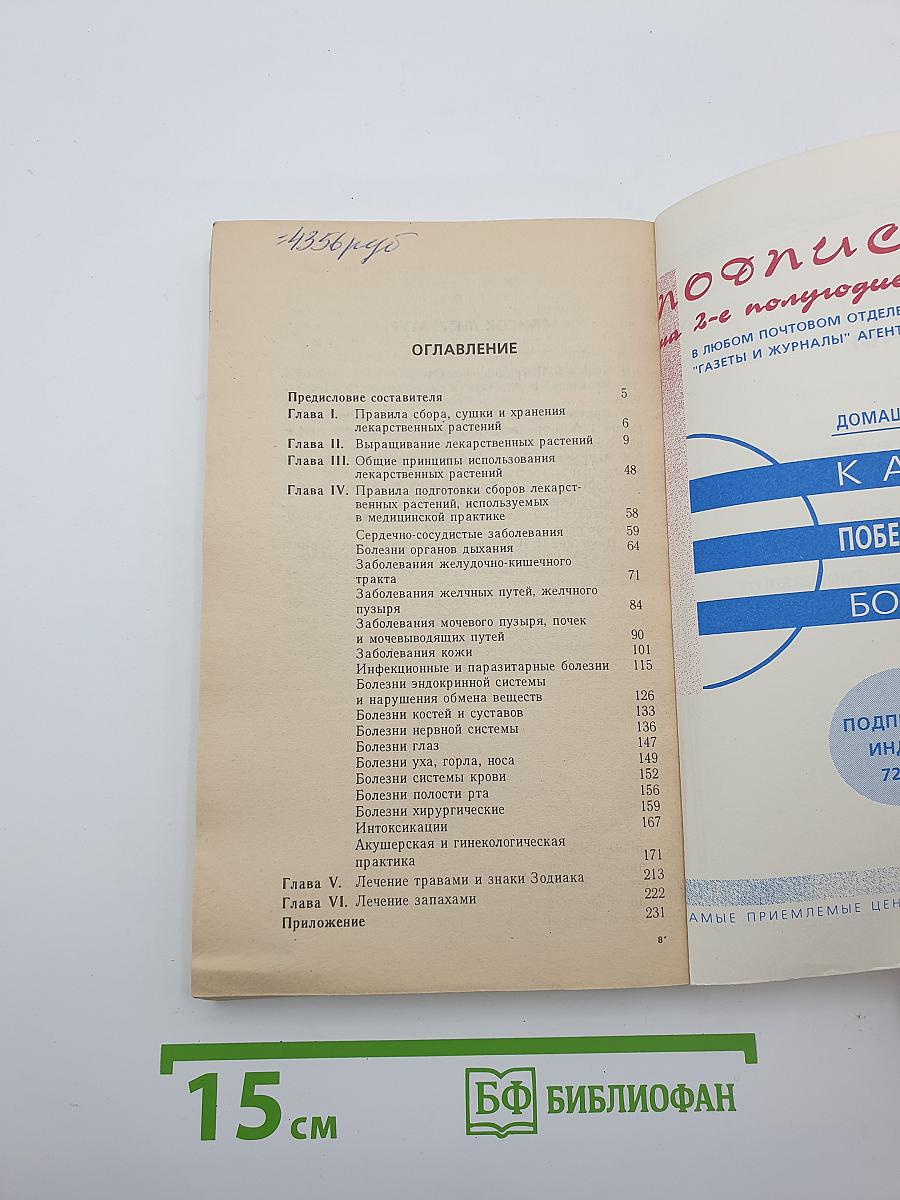 =4356 руб
ОГЛАВЛЕНИЕ
Предисловие составителя 5
Глава I. Правила сбора, сушки и хранения
лекарственных растений 6
Глава II. Выращивание лекарственных растений 9
Глава III. Общие принципы использования
лекарственных растений 48
Глава IV. Правила подготовки сборов лекарст-
венных растений, используемых
в медицинской практике 58
Сердечно-сосудистые заболевания 59
Болезни органов дыхания 64
Заболевания желудочно-кишечного
тракта 71
Заболевания желчных путей, желчного
пузыря 84
Заболевания мочевого пузыря, почек
и мочевыводящих путей 90
Заболевания кожи 101
Инфекционные и паразитарные болезни 115
Болезни эндокринной системы
и нарушения обмена веществ 126
Болезни костей и суставов 133
Болезни нервной системы 136
Болезни глаз 147
Болезни уха, горла, носа 149
Болезни системы крови 152
Болезни полости рта 156
Болезни хирургические 159
Интоксикации 167
Акушерская и гинекологическая
практика 171
Глава V. Лечение травами и знаки Зодиака 213
Глава VI. Лечение запахами 222
Приложение 231
8*
ПОДПИС
на 2-е полугодие
В ЛЮБОМ ПОЧТОВОМ ОТДЕЛЕ
"ГАЗЕТЫ И ЖУРНАЛЫ" АГЕНТ
ДОМАШ
К А
ПОБЕ
БО
ПОДП
ИНД
72
АМЫЕ ПРИЕМЛЕМЫЕ ЦЕН
15 см
БФ БИБЛИОФАН